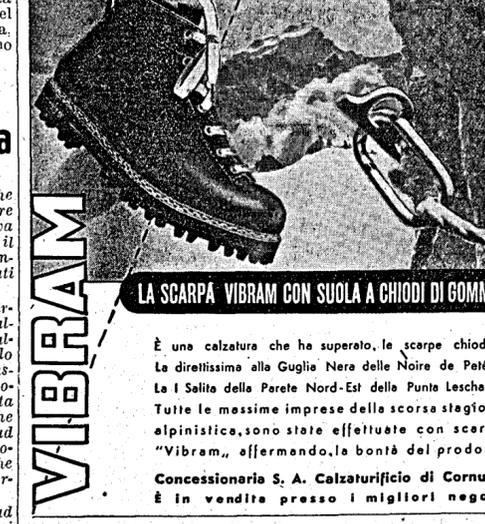 VIBRAM
LA SCARPA VIBRAM CON SUOLA A CHIODI DI GOMM
È una calzatura che ha superato, le scarpe chiod
La direttissima alla Guglia Nera delle Noire de Peté
La I Salita della Parete Nord-Est della Punta Lescha
Tutte le massime imprese della scorsa stagio
alpinistica, sono state effettuate con scar
"Vibram„ affermando, la bontà del prodo
Concessionaria S. A. Calzaturificio di Cornu
È in vendita presso i migliori nego